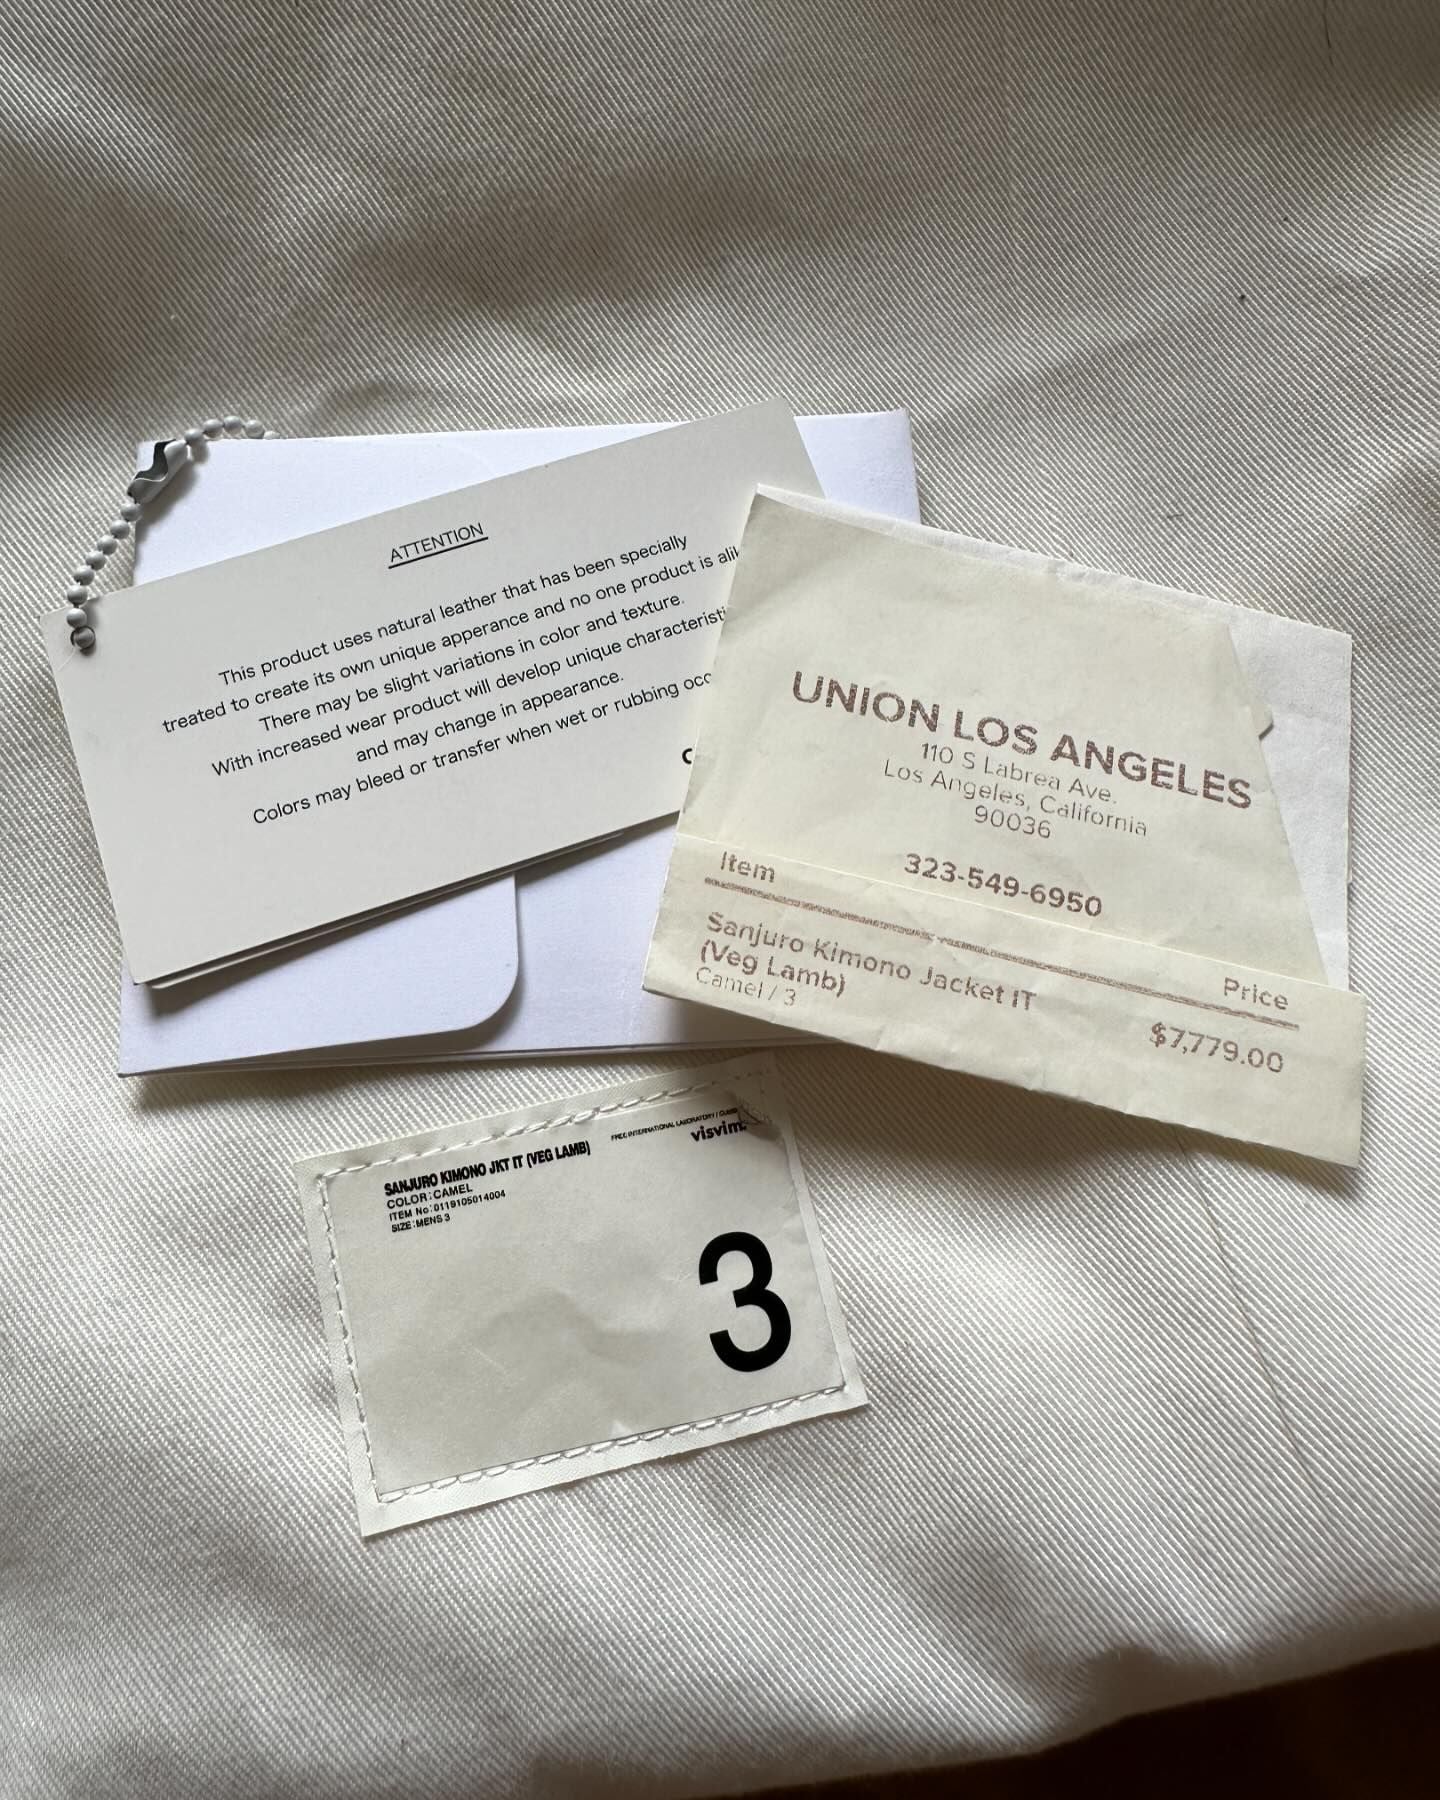 ATTENTION
This product uses natural leather that has been specially
treated to create its own unique apperance and no one product is
There may be slight variations in color and texture.
With increased wear product will develop unique
and may change in appearance.
Colors may bleed or transfer when wet or rubbing
UNION LOS ANGELES
110 S Labrea Ave.
Los Angeles, California
90036
323-549-6950
Item
Price
Sanjuro Kimono Jacket IT
(Veg Lamb)
Camel / 3
$7,779.00
FREE INTERNATIONAL LABORATORY /
visvim.
SANJURO KIMONO JKT IT (VEG LAMB)
COLOR:CAMEL
ITEM No:0119105014004
SIZE:MENS 3
3